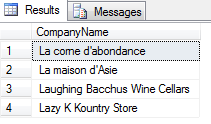 Results Messages
CompanyName
1 La corne d'abondance
2 La maison d'Asie
3 Laughing Bacchus Wine Cellars
4 Lazy K Kountry Store